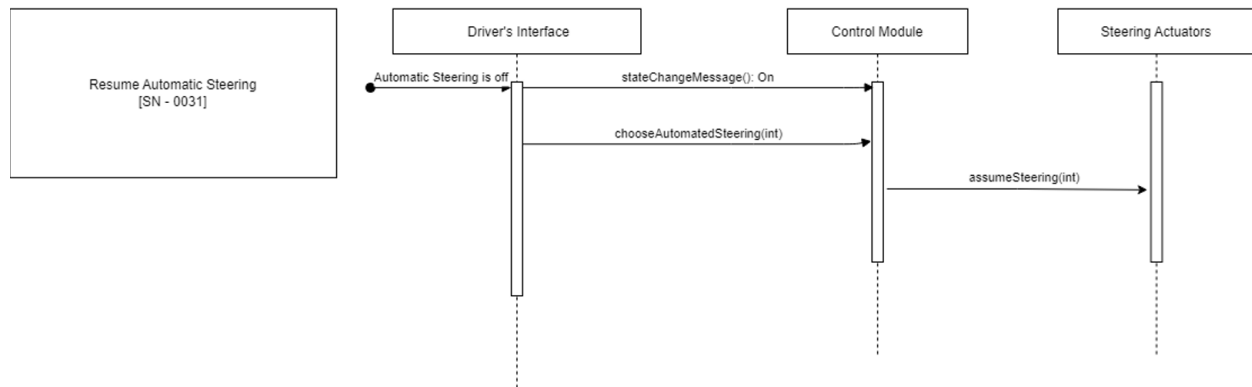 Resume Automatic Steering
[SN - 0031]
Driver's Interface
Control Module
Steering Actuators
Automatic Steering is off
stateChangeMessage(): On
chooseAutomatedSteering(int)
assumeSteering(int)